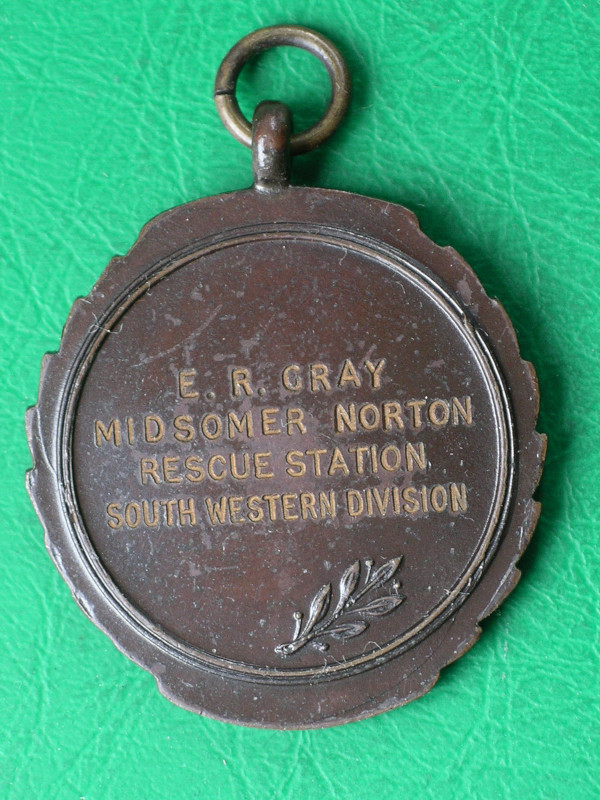 E. R. GRAY
MIDSOMER NORTON
RESCUE STATION
SOUTH WESTERN DIVISION